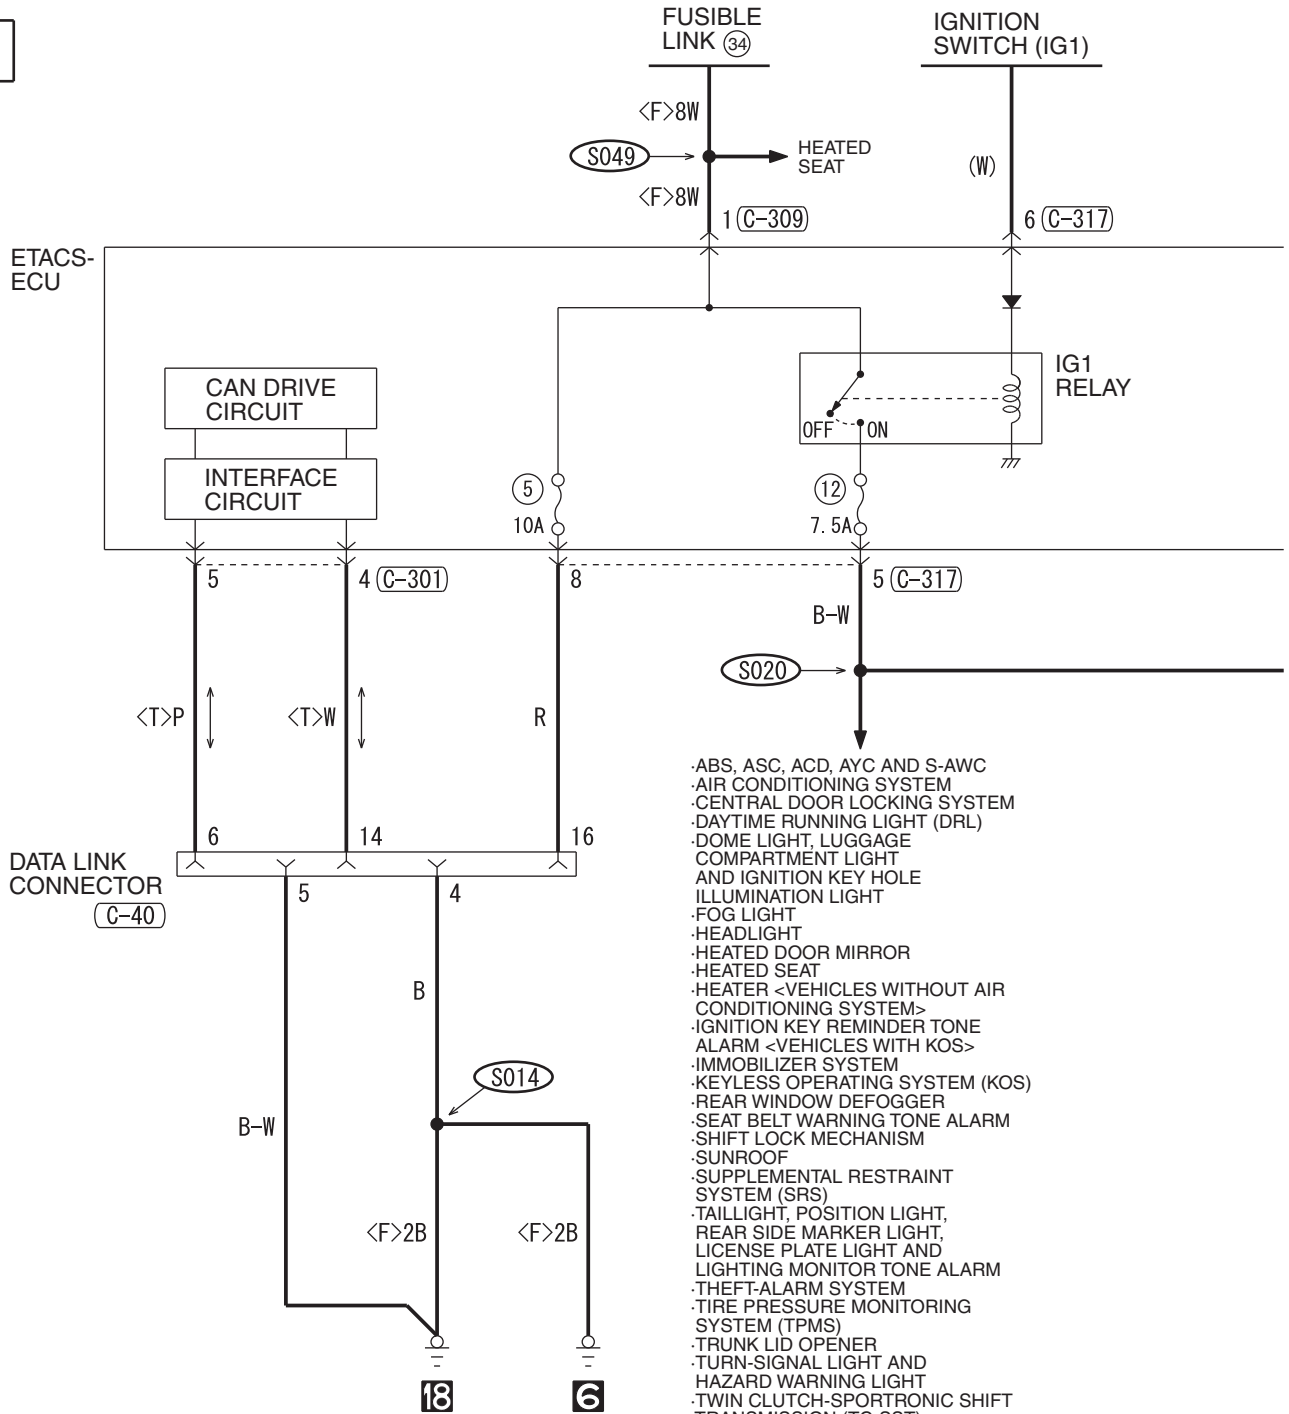 FUSIBLE
LINK 34
IGNITION
SWITCH (IG1)
<F>8W
S049
HEATED
SEAT
(W)
<F>8W
1 C-309
6 C-317
ETACS-
ECU
CAN DRIVE
CIRCUIT
IG1
RELAY
OFF ON
INTERFACE
CIRCUIT
5
10A
12
7.5A
5
4 C-301
8
5 C-317
B-W
S020
<T>P
<T>W
R
6
14
16
DATA LINK
CONNECTOR
C-40
5
4
B
S014
B-W
<F>2B
<F>2B
18
6
·ABS, ASC, ACD, AYC AND S-AWC
·AIR CONDITIONING SYSTEM
·CENTRAL DOOR LOCKING SYSTEM
·DAYTIME RUNNING LIGHT (DRL)
·DOME LIGHT, LUGGAGE
COMPARTMENT LIGHT
AND IGNITION KEY HOLE
ILLUMINATION LIGHT
·FOG LIGHT
·HEADLIGHT
·HEATED DOOR MIRROR
·HEATED SEAT
·HEATER <VEHICLES WITHOUT AIR
CONDITIONING SYSTEM>
·IGNITION KEY REMINDER TONE
ALARM <VEHICLES WITH KOS>
·IMMOBILIZER SYSTEM
·KEYLESS OPERATING SYSTEM (KOS)
·REAR WINDOW DEFOGGER
·SEAT BELT WARNING TONE ALARM
·SHIFT LOCK MECHANISM
·SUNROOF
·SUPPLEMENTAL RESTRAINT
SYSTEM (SRS)
·TAILLIGHT, POSITION LIGHT,
REAR SIDE MARKER LIGHT,
LICENSE PLATE LIGHT AND
LIGHTING MONITOR TONE ALARM
·THEFT-ALARM SYSTEM
·TIRE PRESSURE MONITORING
SYSTEM (TPMS)
·TRUNK LID OPENER
·TURN-SIGNAL LIGHT AND
HAZARD WARNING LIGHT
·TWIN CLUTCH-SPORTRONIC SHIFT